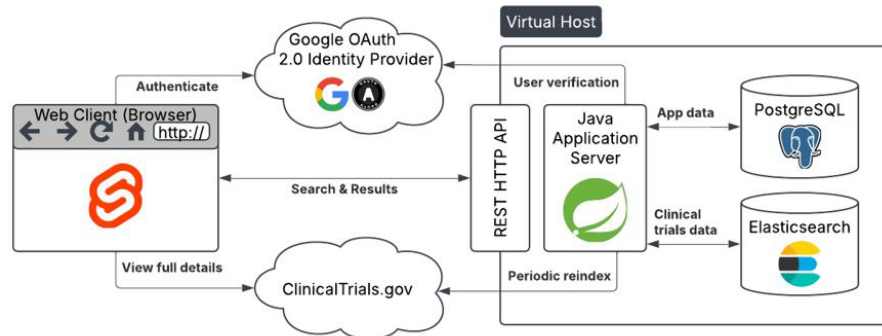 Virtual Host
Google OAuth
2.0 Identity Provider
Authenticate
User verification
Web Client (Browser)
http://
REST HTTP API
Java
Application
Server
App data
PostgreSQL
Search & Results
Clinical
trials data
Elasticsearch
View full details
ClinicalTrials.gov
Periodic reindex